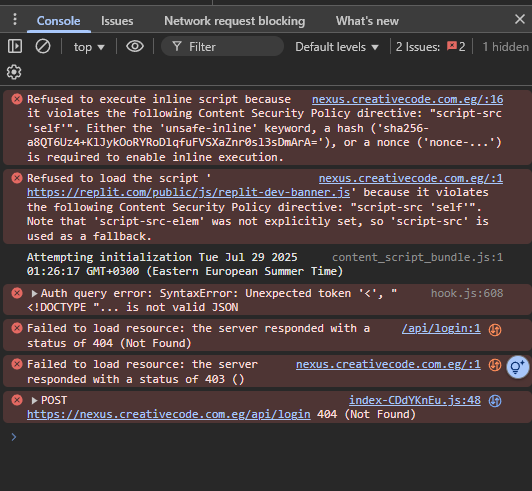 Console Issues Network request blocking What's new
top Filter Default levels 2 Issues: 2 1 hidden
Refused to execute inline script because nexus.creativecode.com.eg/:16
it violates the following Content Security Policy directive: "script-src
'self'". Either the 'unsafe-inline' keyword, a hash ('sha256-
a8QT6Uz4+KlJykOoRYRoDlqfuFVSXaZnr0sl3sDmArA='), or a nonce ('nonce-...')
is required to enable inline execution.
Refused to load the script ' nexus.creativecode.com.eg/:1
https://replit.com/public/js/replit-dev-banner.js' because it violates
the following Content Security Policy directive: "script-src 'self'".
Note that 'script-src-elem' was not explicitly set, so 'script-src' is
used as a fallback.
Attempting initialization Tue Jul 29 2025 content_script_bundle.js:1
01:26:17 GMT+0300 (Eastern European Summer Time)
Auth query error: SyntaxError: Unexpected token '<', " hook.js:608
<!DOCTYPE "... is not valid JSON
Failed to load resource: the server responded with a /api/login:1
status of 404 (Not Found)
Failed to load resource: the server nexus.creativecode.com.eg/:1
responded with a status of 403 ()
POST index-CDdYKnEu.js:48
https://nexus.creativecode.com.eg/api/login 404 (Not Found)